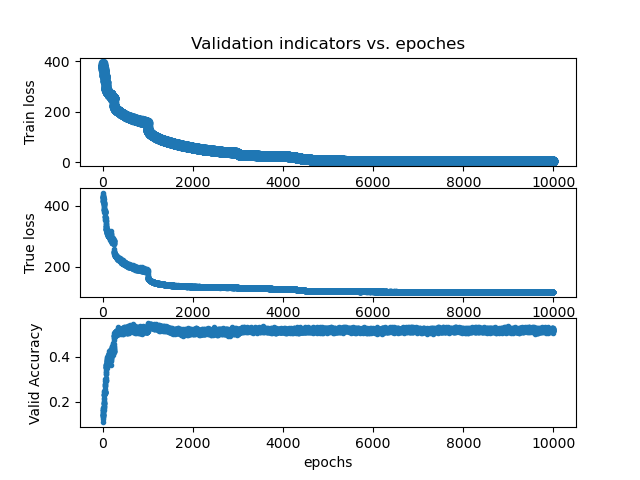 Validation indicators vs. epoches
400
200
0
Train loss
0 2000 4000 6000 8000 10000
400
200
True loss
0 2000 4000 6000 8000 10000
0.4
0.2
Valid Accuracy
0 2000 4000 6000 8000 10000
epochs